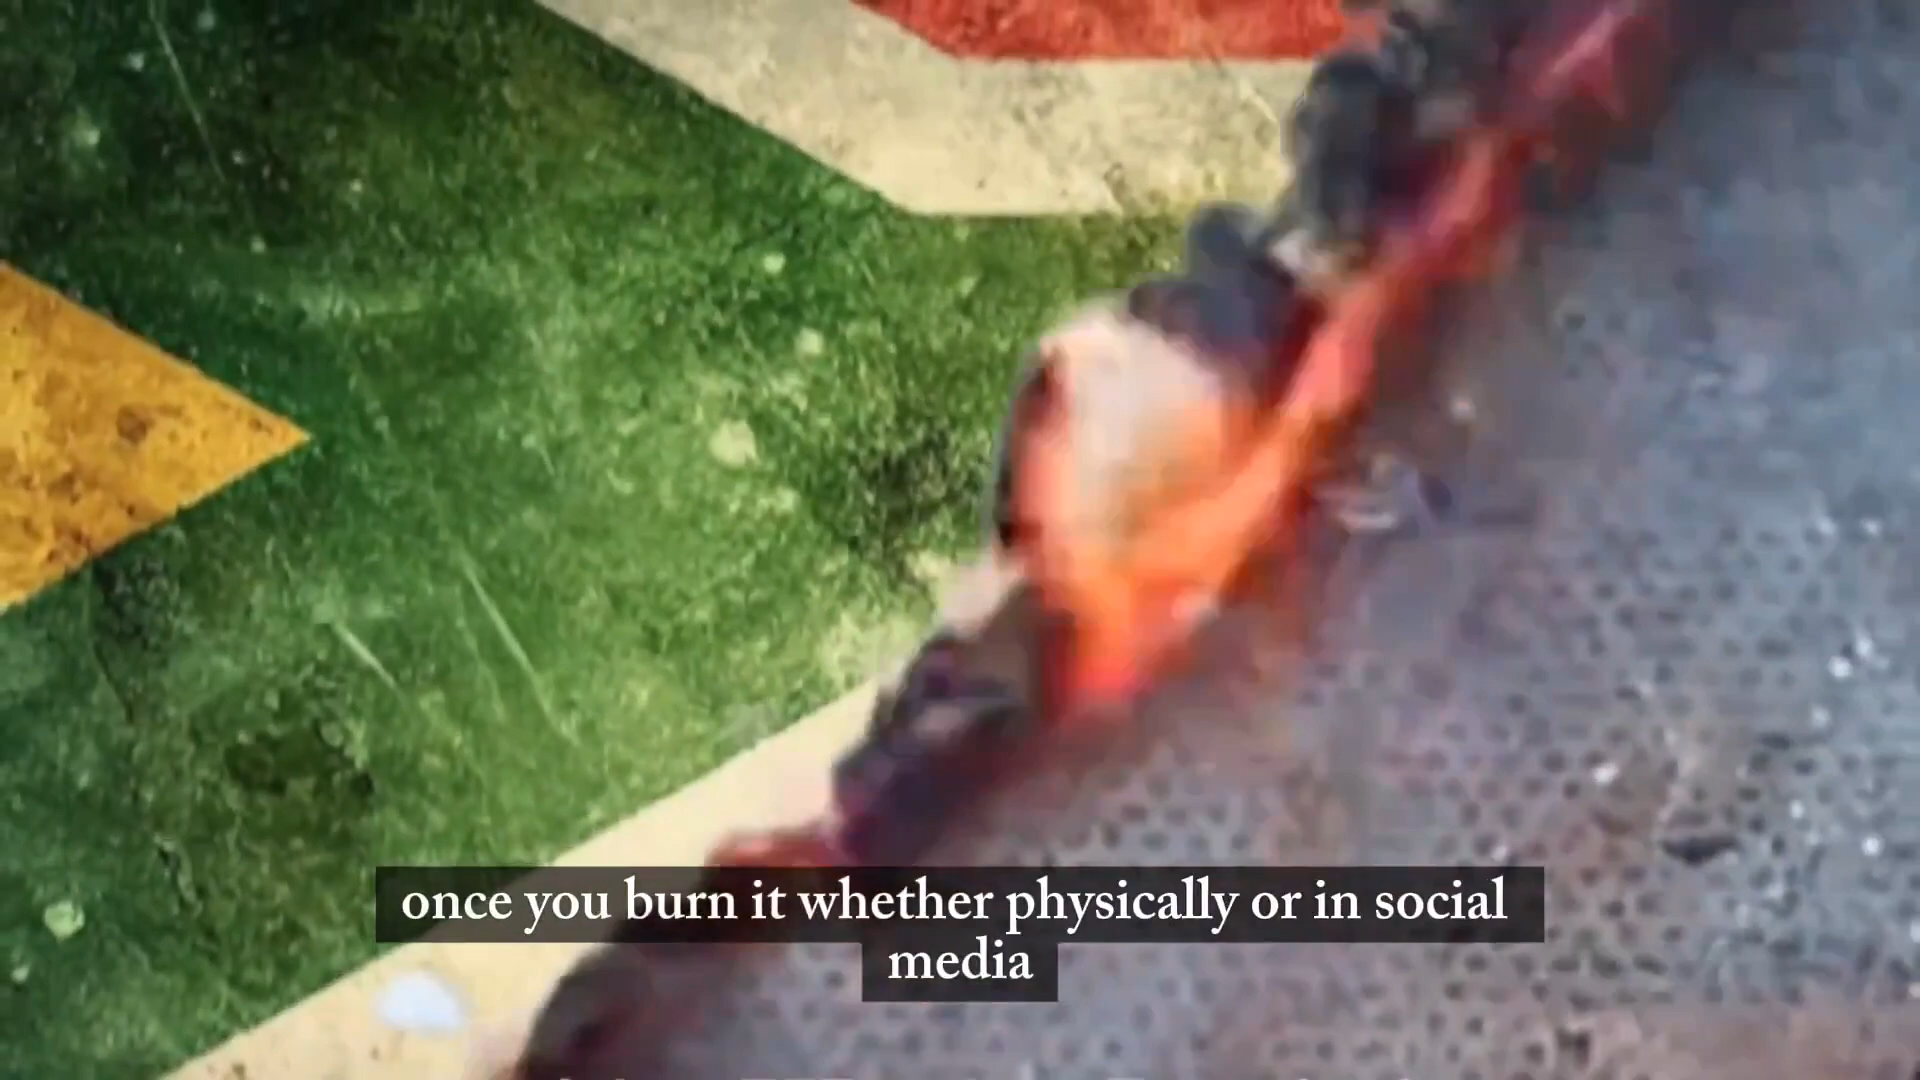 once you burn it whether physically or in social
media